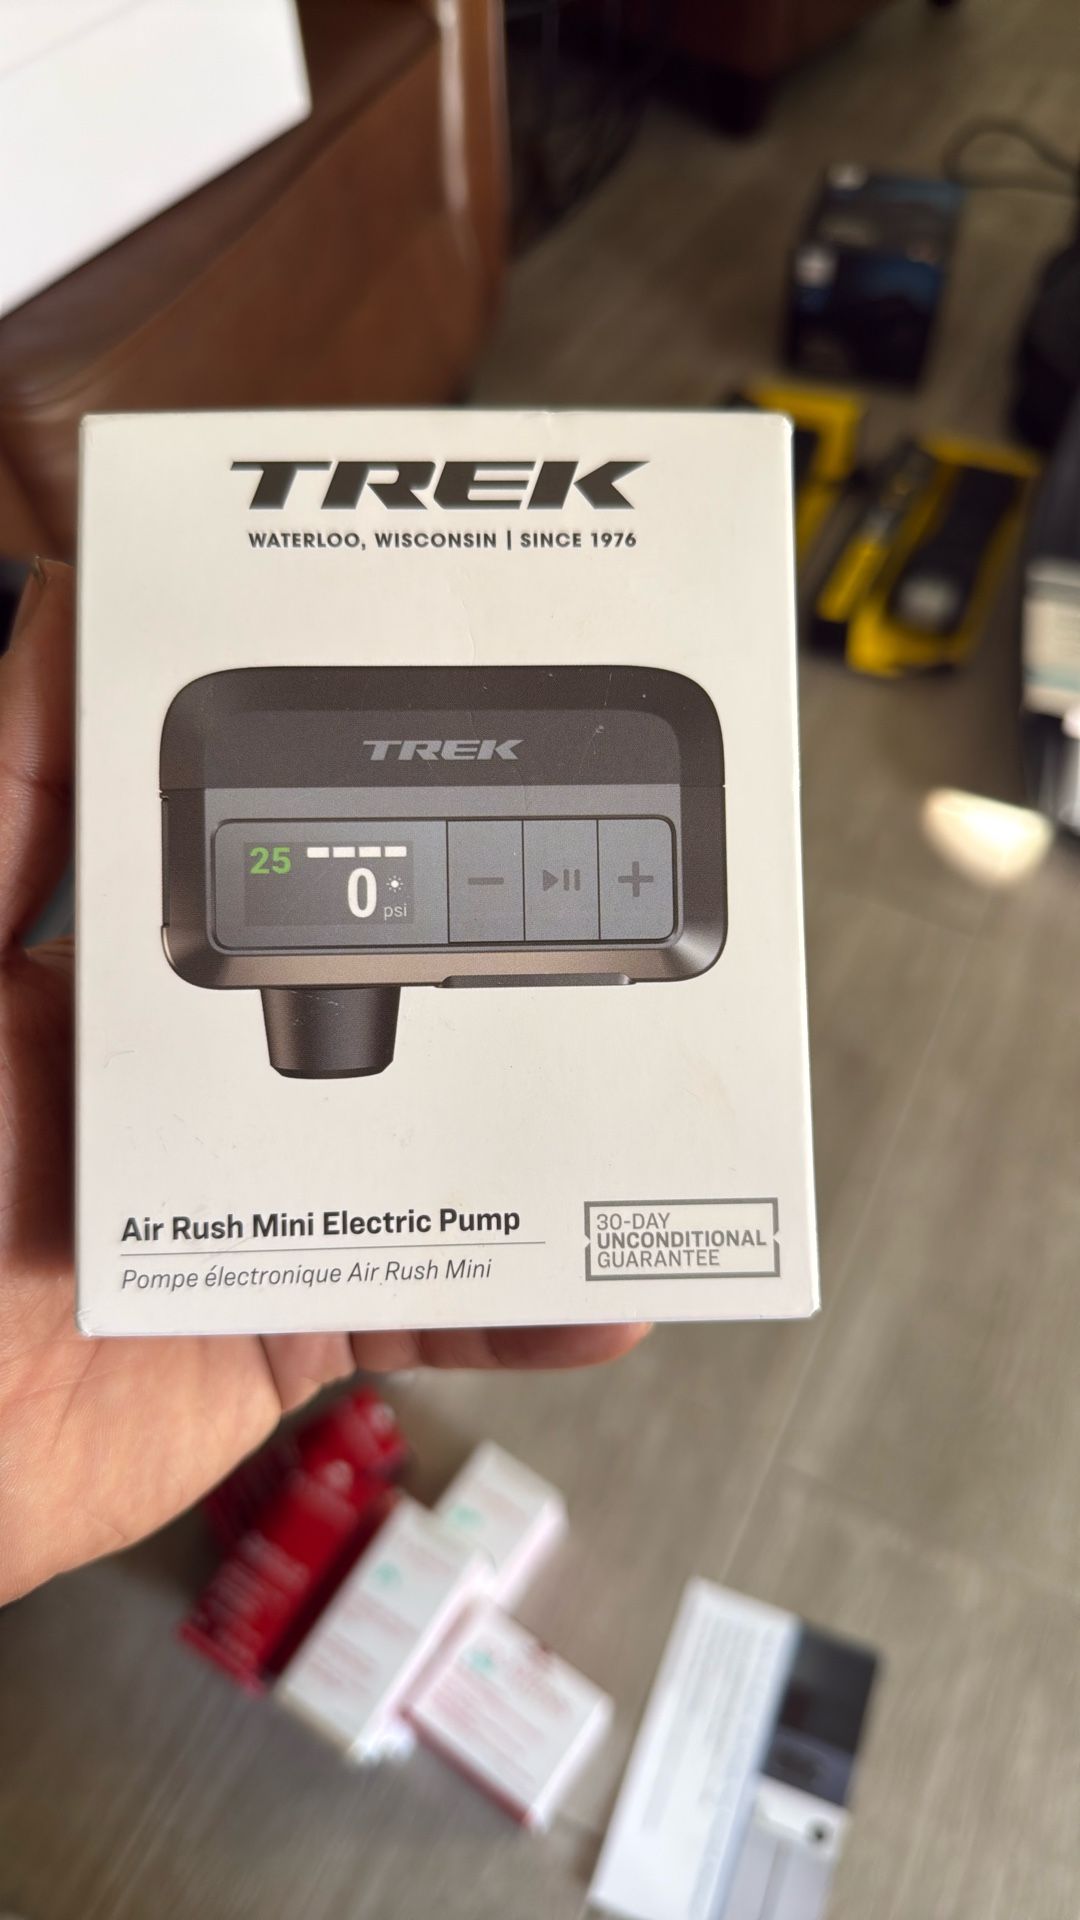 TREK
WATERLOO, WISCONSIN | SINCE 1976
TREK
25
0
psi
Air Rush Mini Electric Pump
Pompe électronique Air Rush Mini
30-DAY
UNCONDITIONAL
GUARANTEE